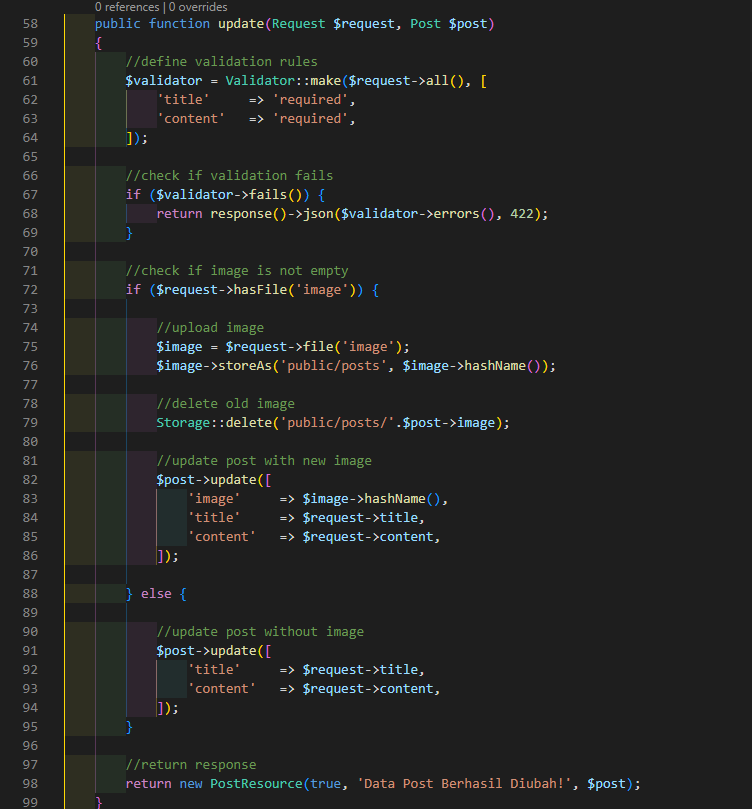 0 references | 0 overrides
58 public function update(Request $request, Post $post)
59 {
60 //define validation rules
61 $validator = Validator::make($request->all(), [
62 'title' => 'required',
63 'content' => 'required',
64 ]);
65
66 //check if validation fails
67 if ($validator->fails()) {
68 return response()->json($validator->errors(), 422);
69 }
70
71 //check if image is not empty
72 if ($request->hasFile('image')) {
73
74 //upload image
75 $image = $request->file('image');
76 $image->storeAs('public/posts', $image->hashName());
77
78 //delete old image
79 Storage::delete('public/posts/'.$post->image);
80
81 //update post with new image
82 $post->update([
83 'image' => $image->hashName(),
84 'title' => $request->title,
85 'content' => $request->content,
86 ]);
87
88 } else {
89
90 //update post without image
91 $post->update([
92 'title' => $request->title,
93 'content' => $request->content,
94 ]);
95 }
96
97 //return response
98 return new PostResource(true, 'Data Post Berhasil Diubah!', $post);
99 }